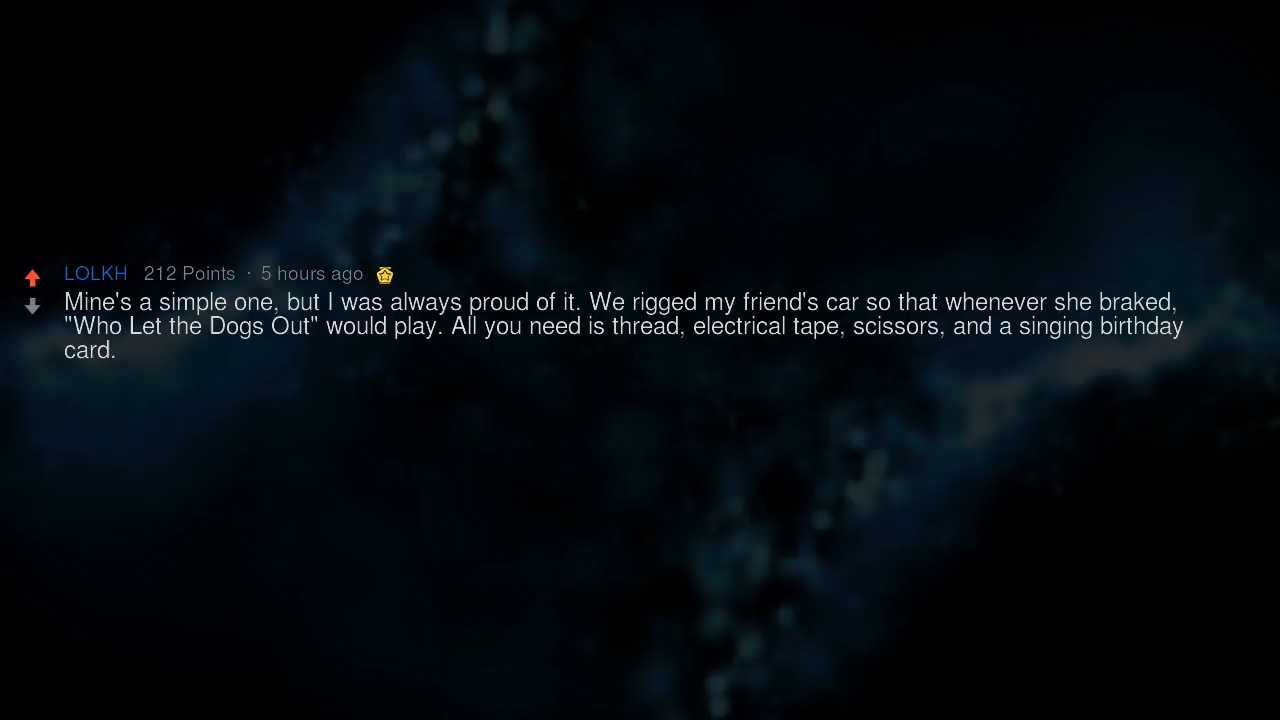 LOLKH 212 Points · 5 hours ago
Mine's a simple one, but I was always proud of it. We rigged my friend's car so that whenever she braked,
"Who Let the Dogs Out" would play. All you need is thread, electrical tape, scissors, and a singing birthday
card.